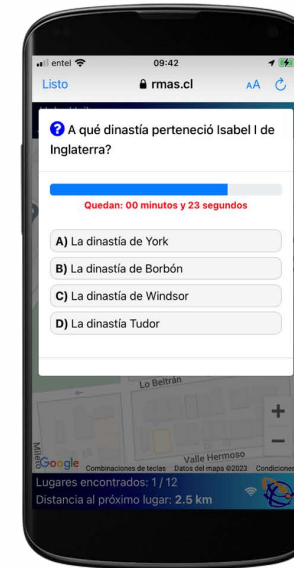 entel
09:42
Listo
rmas.cl
AA
A qué dinastía perteneció Isabel I de
Inglaterra?
Quedan: 00 minutos y 23 segundos
A) La dinastía de York
B) La dinastía de Borbón
C) La dinastía de Windsor
D) La dinastía Tudor
Lo Beltrán
Valle Hermoso
Google
Combinaciones de teclas
Datos del mapa ©2023
Condiciones
Lugares encontrados: 1 / 12
Distancia al próximo lugar: 2.5 km